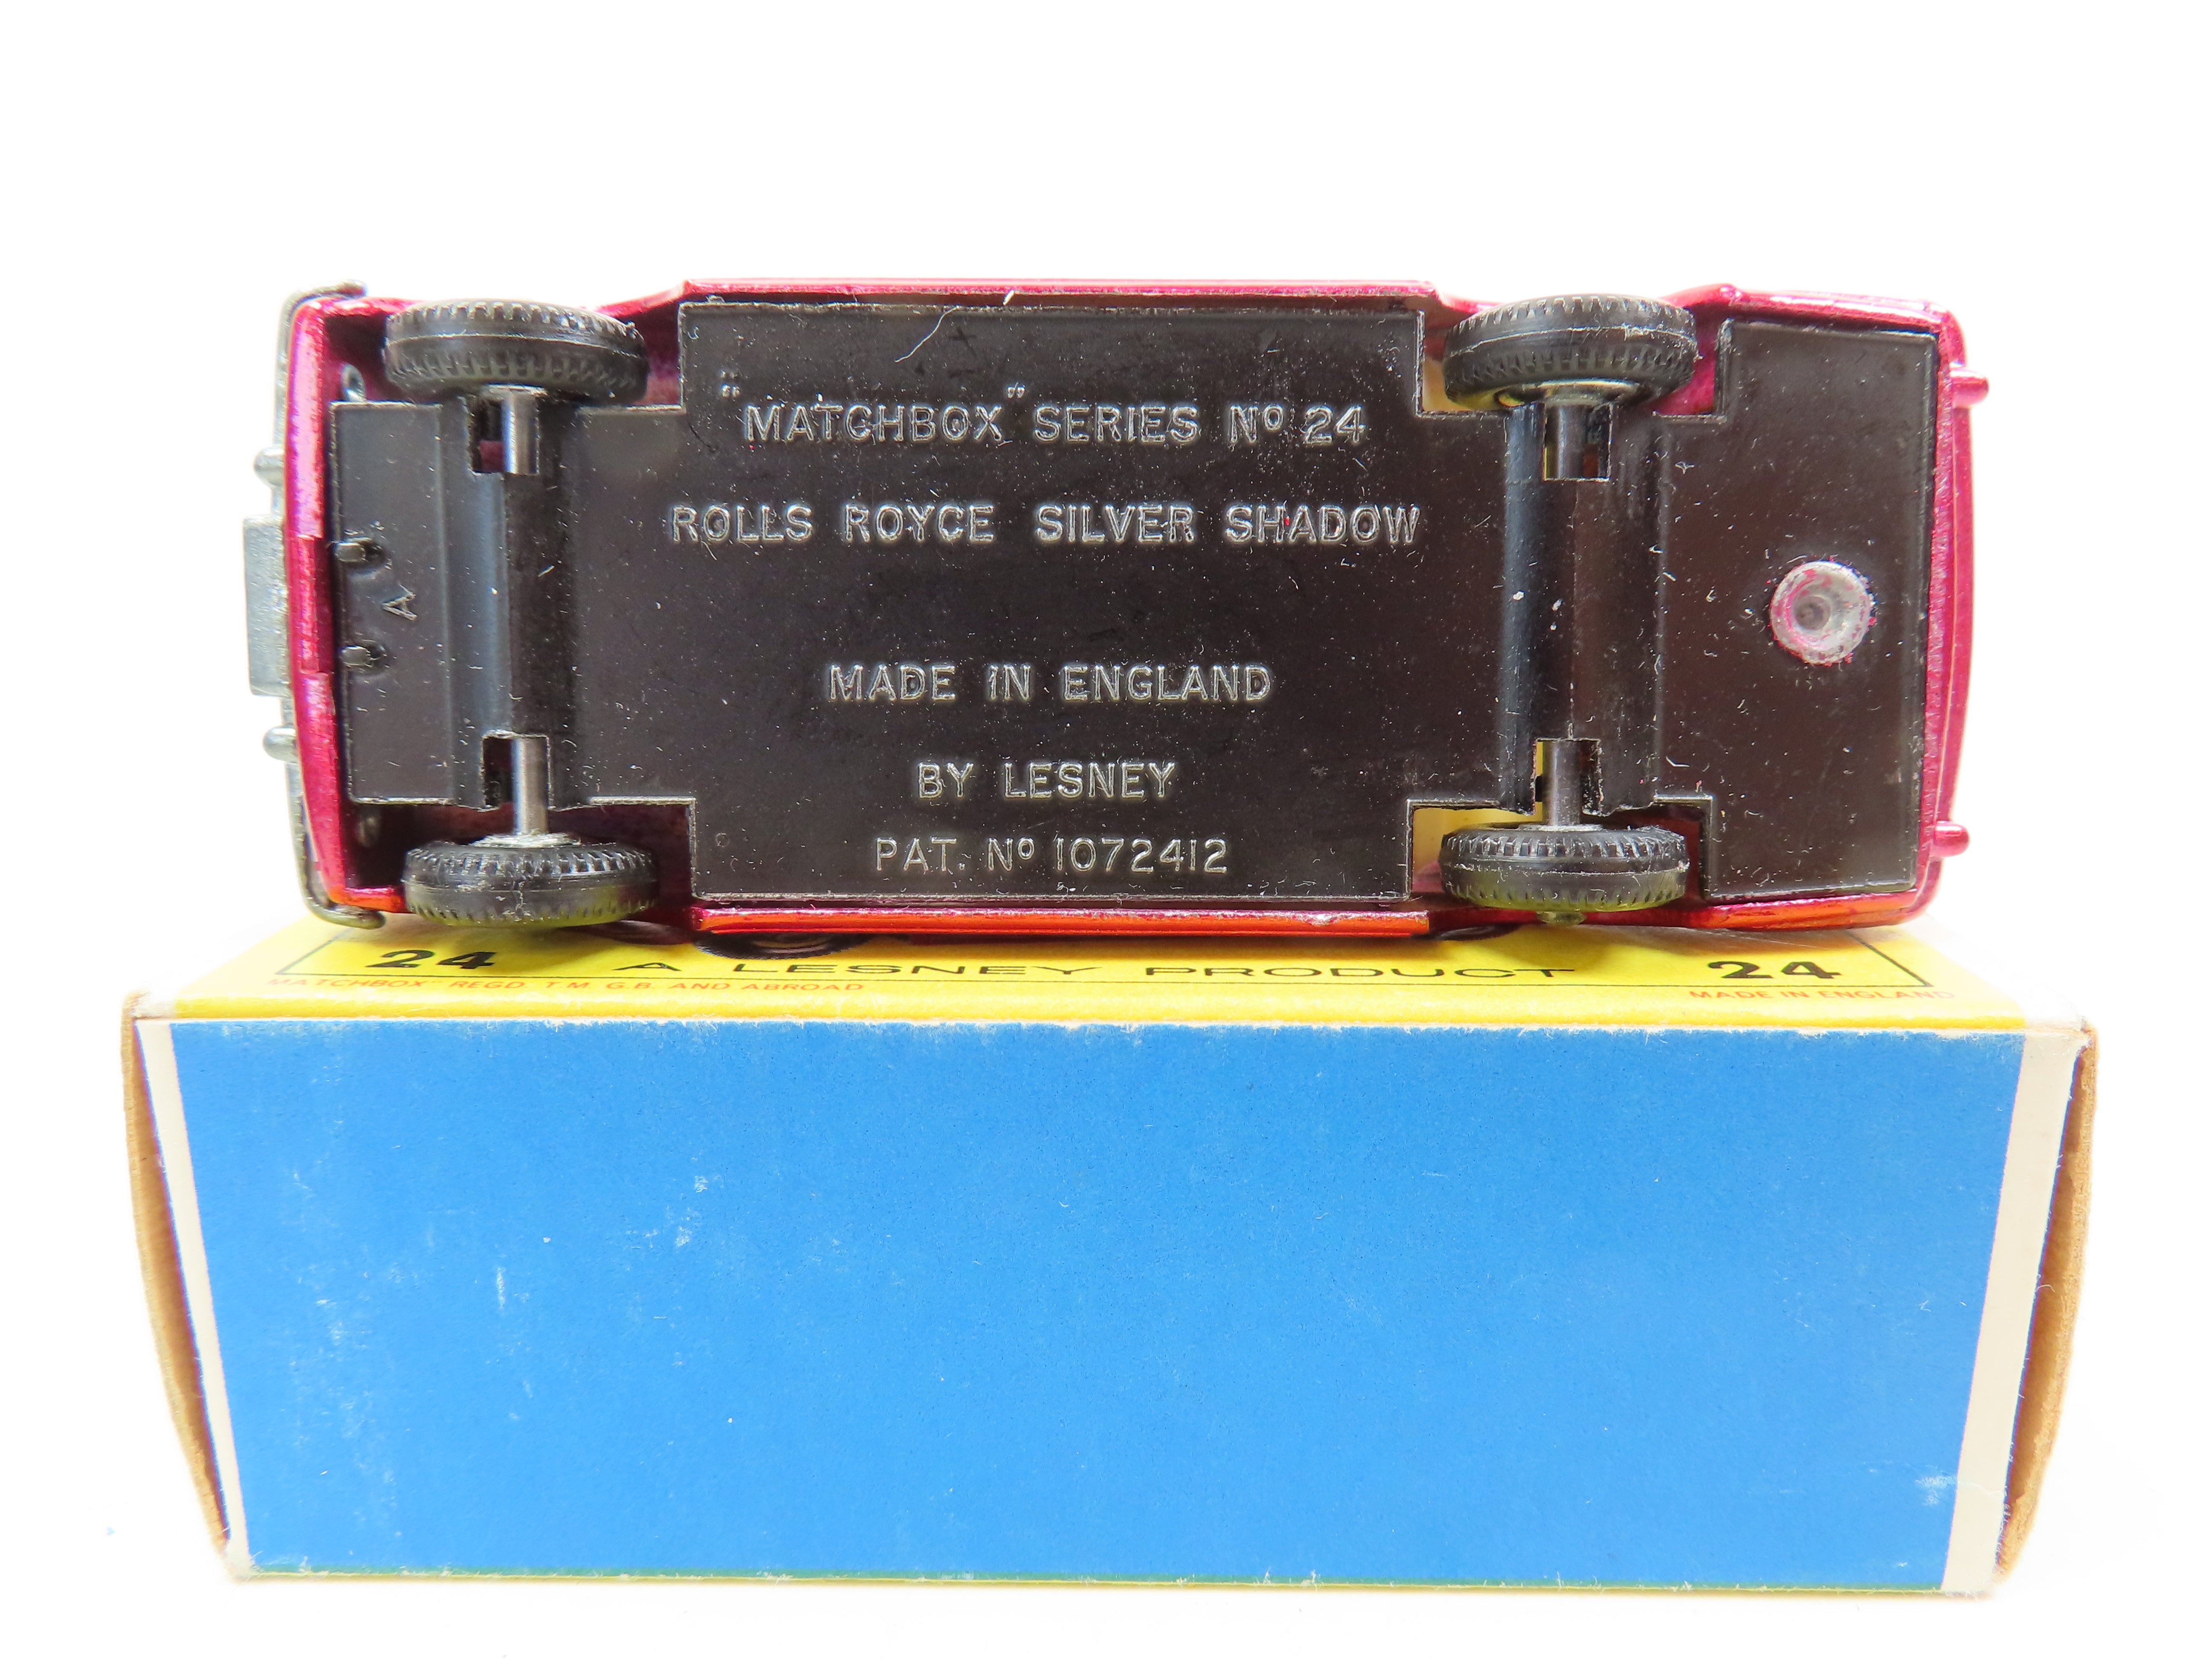 "MATCHBOX" SERIES Nº 24
ROLLS ROYCE SILVER SHADOW
A
MADE IN ENGLAND
BY LESNEY
PAT. Nº 1072412
24 A LESNEY PRODUCT 24
MATCHBOX" REGD. T.M. G.B. AND ABROAD MADE IN ENGLAND